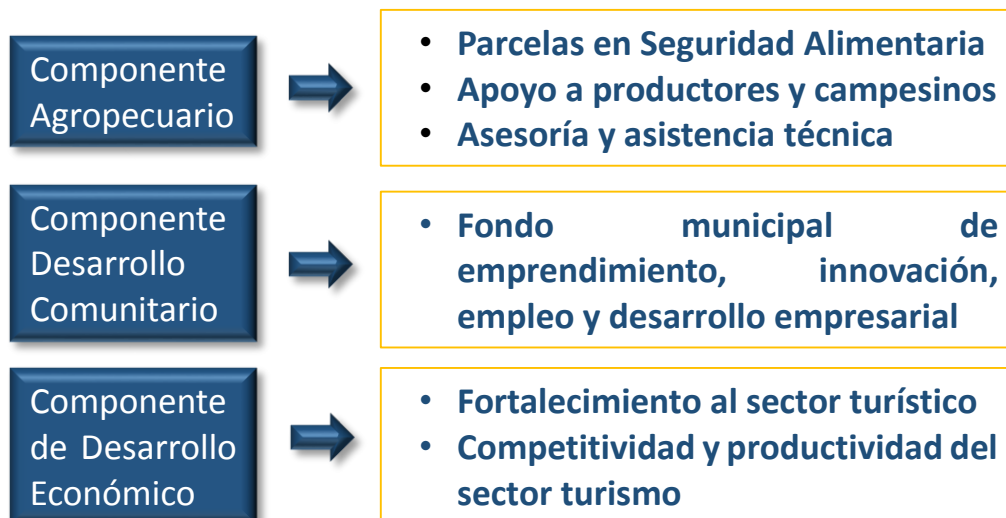 Componente
Agropecuario
• Parcelas en Seguridad Alimentaria
• Apoyo a productores y campesinos
• Asesoría y asistencia técnica
Componente
Desarrollo
Comunitario
• Fondo municipal de
emprendimiento, innovación,
empleo y desarrollo empresarial
Componente
de Desarrollo
Económico
• Fortalecimiento al sector turístico
• Competitividad y productividad del
sector turismo